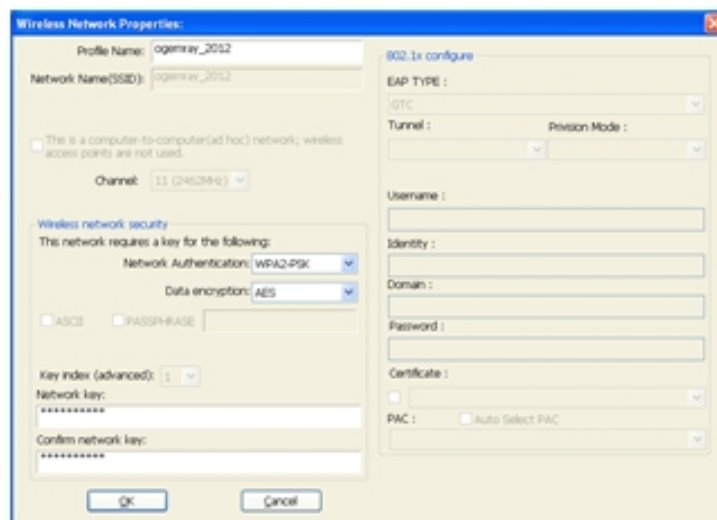 Wireless Network Properties:
Profile Name: ogemray_2012
Network Name(SSID): ogemray_2012
This is a computer-to-computer(ad hoc) network; wireless
access points are not used.
Channel: 11 (2462MHz)
Wireless network security
This network requires a key for the following:
Network Authentication: WPA2-PSK
Data encryption: AES
ASCII PASSPHRASE
Key index (advanced): 1
Network key:
**********
Confirm network key:
**********
OK Cancel
802.1x configure
EAP TYPE :
GTC
Tunnel : Privision Mode :
Username :
Identity :
Domain :
Password :
Certificate :
PAC : Auto Select PAC